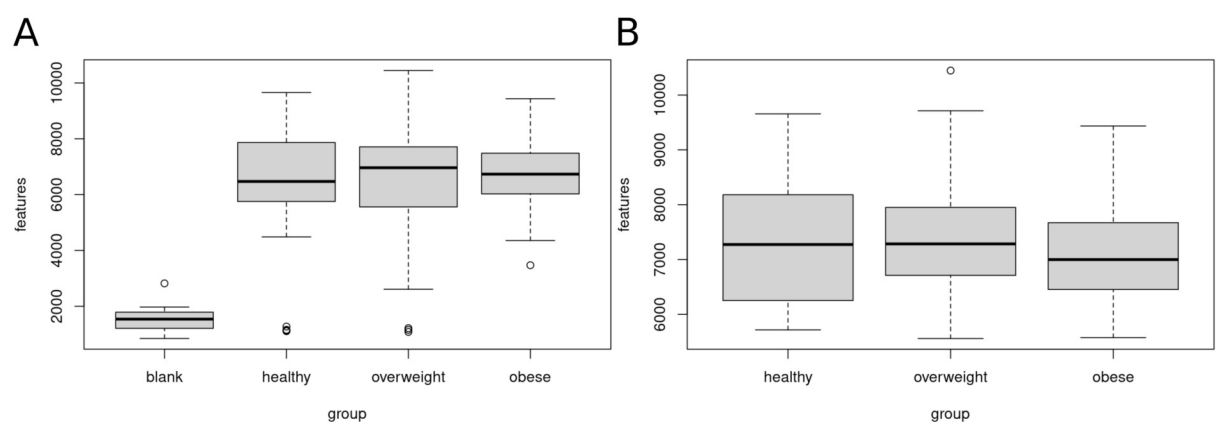 A
features
10000
8000
6000
4000
2000
blank healthy overweight obese
group
B
features
10000
9000
8000
7000
6000
healthy overweight obese
group